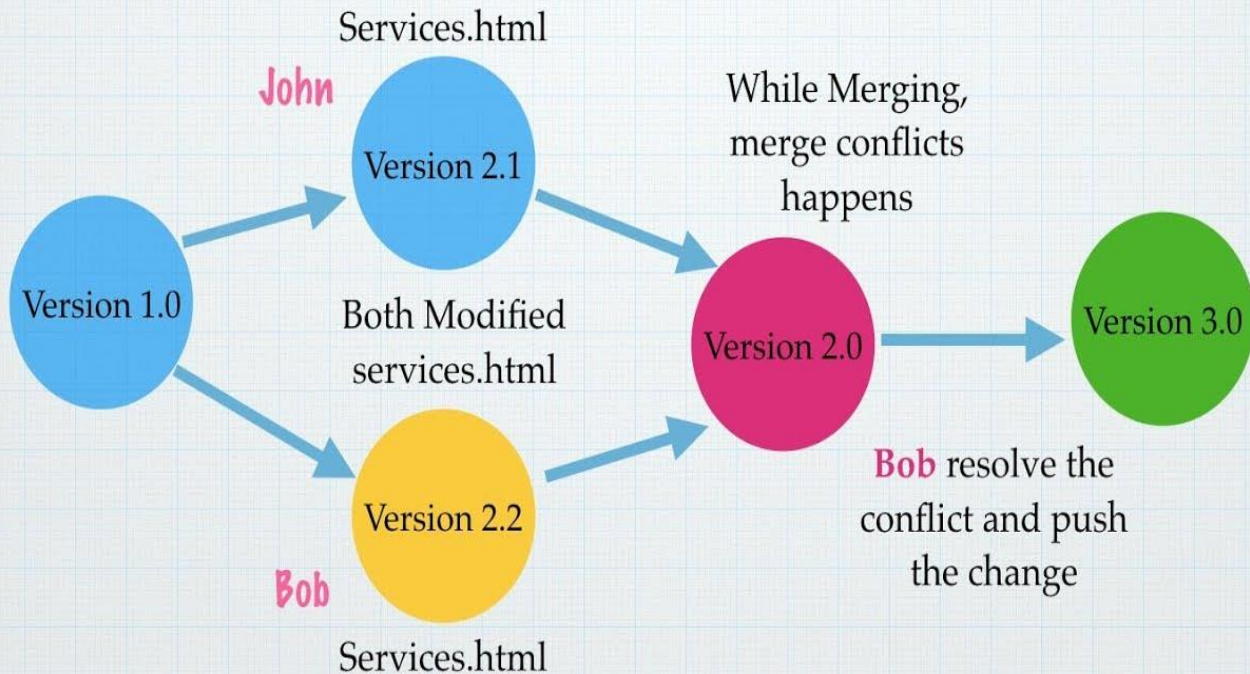 Services.html
John
Version 2.1
While Merging,
merge conflicts
happens
Version 1.0
Both Modified
services.html
Version 2.0
Version 3.0
Version 2.2
Bob
Services.html
Bob resolve the
conflict and push
the change